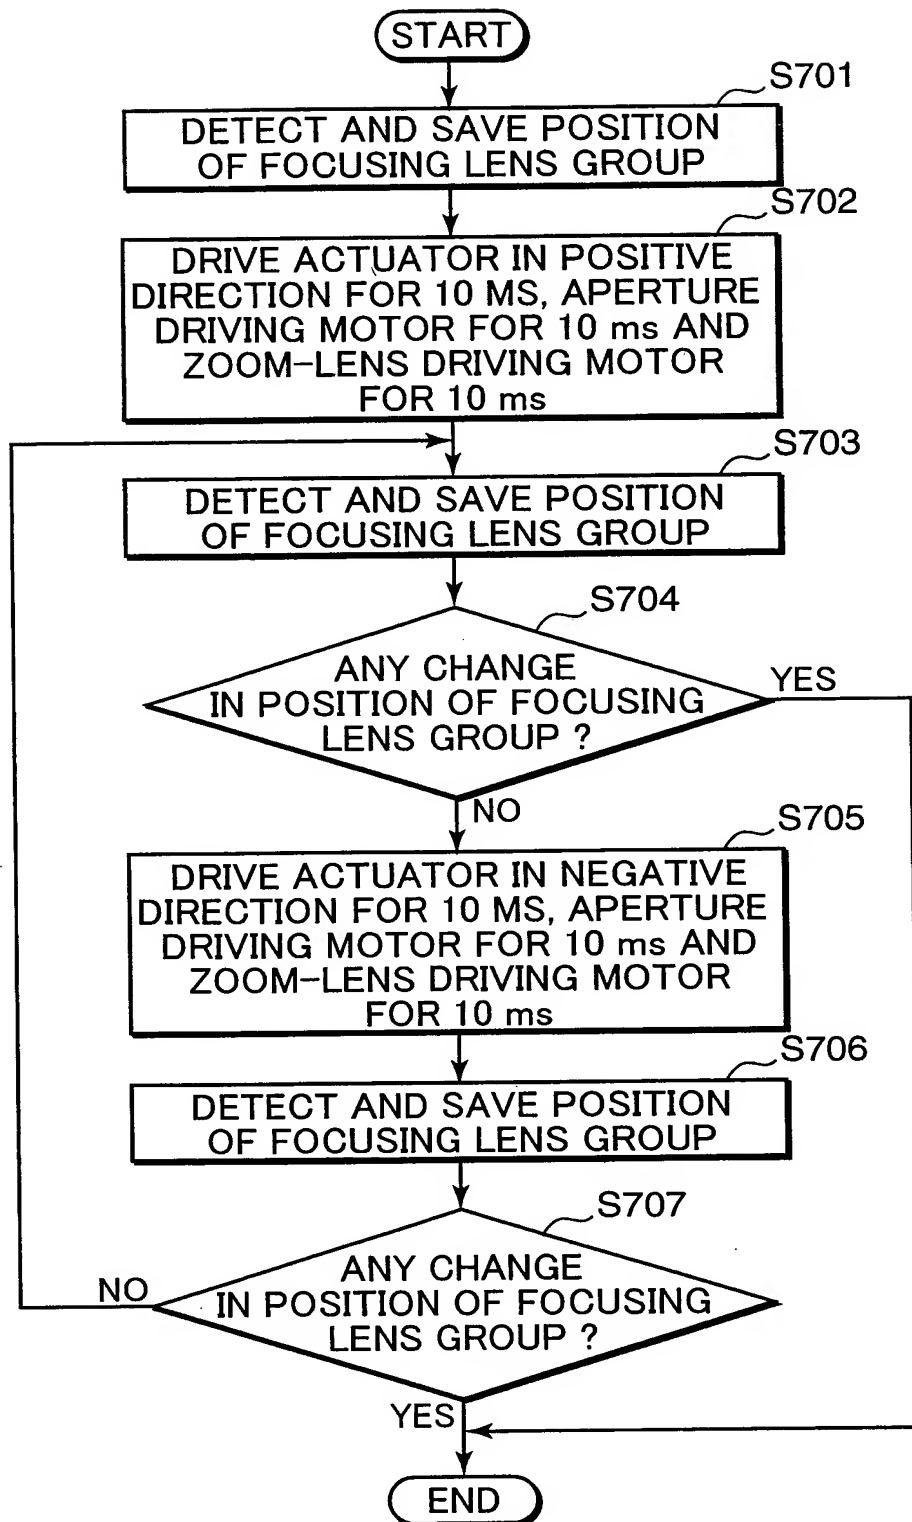 START
S701
DETECT AND SAVE POSITION
OF FOCUSING LENS GROUP
S702
DRIVE ACTUATOR IN POSITIVE
DIRECTION FOR 10 MS, APERTURE
DRIVING MOTOR FOR 10 ms AND
ZOOM-LENS DRIVING MOTOR
FOR 10 ms
S703
DETECT AND SAVE POSITION
OF FOCUSING LENS GROUP
S704
ANY CHANGE
IN POSITION OF FOCUSING
LENS GROUP ?
YES
NO
S705
DRIVE ACTUATOR IN NEGATIVE
DIRECTION FOR 10 MS, APERTURE
DRIVING MOTOR FOR 10 ms AND
ZOOM-LENS DRIVING MOTOR
FOR 10 ms
S706
DETECT AND SAVE POSITION
OF FOCUSING LENS GROUP
S707
ANY CHANGE
IN POSITION OF FOCUSING
LENS GROUP ?
NO
YES
END